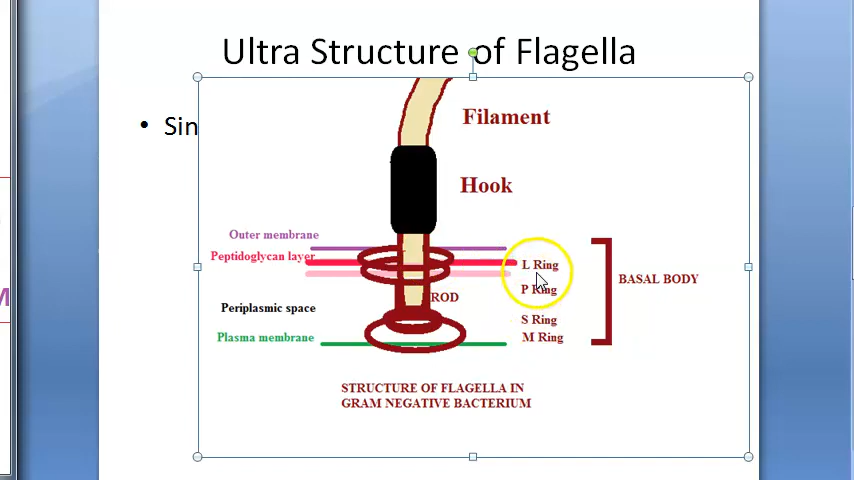 Ultra Structure of Flagella
• Sin
Filament
Hook
Outer membrane
Peptidoglycan layer
L Ring
P Ring
BASAL BODY
ROD
Periplasmic space
S Ring
Plasma membrane
M Ring
STRUCTURE OF FLAGELLA IN
GRAM NEGATIVE BACTERIUM